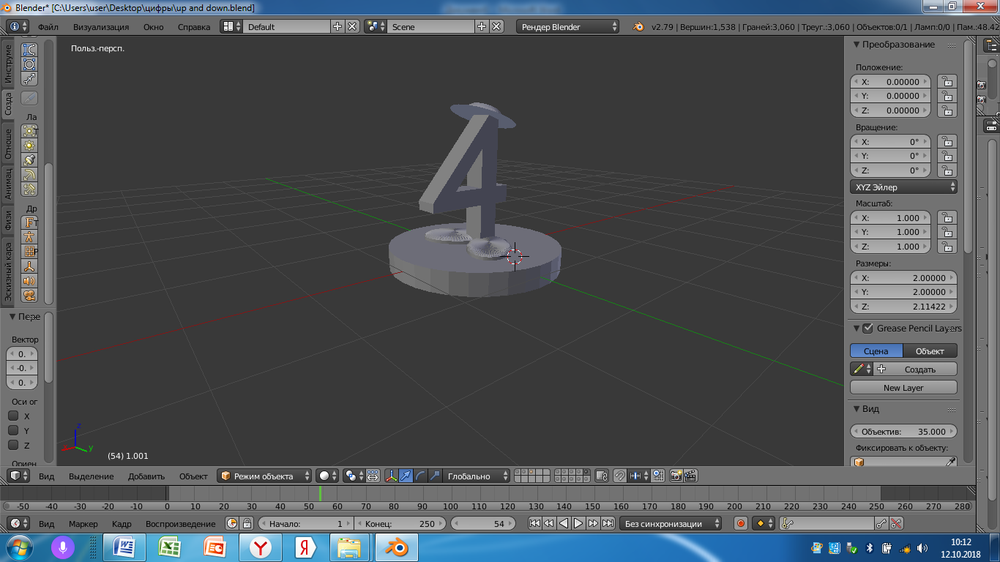 Blender* [C:\Users\user\Desktop\цифры\up and down.blend]
Файл Визуализация Окно Справка Default Scene Рендер Blender v2.79 | Вершин:1,538 | Граней:3,060 | Треуг.:3,060 | Объектов:0/1 | Ламп:0/0 | Пам.:48.42
Польз.-персп.
Инструме
Созда
Отноше
Анимац
Физи
Эскизный кара
Ла
Др
Пере
Вектор
0.
-0.
0.
Оси ог
X
Y
Z
Ориен
4
z
x y
(54) 1.001
Преобразование
Положение:
X: 0.00000
Y: 0.00000
Z: 0.00000
Вращение:
X: 0°
Y: 0°
Z: 0°
XYZ Эйлер
Масштаб:
X: 1.000
Y: 1.000
Z: 1.000
Размеры:
X: 2.00000
Y: 2.00000
Z: 2.11422
Grease Pencil Layers
Сцена Объект
Создать
New Layer
Вид
Объектив: 35.000
Фиксировать к объекту:
Вид Выделение Добавить Объект Режим объекта Глобально
-50 -40 -30 -20 -10 0 10 20 30 40 50 60 70 80 90 100 110 120 130 140 150 160 170 180 190 200 210 220 230 240 250 260 270 280
Вид Маркер Кадр Воспроизведение Начало: 1 Конец: 250 54 Без синхронизации
10:12
12.10.2018